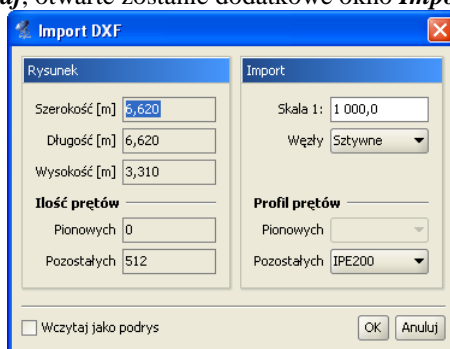 aj, otwarte zostanie dodatkowe okno Impo
Import DXF
Rysunek
Szerokość [m] 6,620
Długość [m] 6,620
Wysokość [m] 3,310
Ilość prętów
Pionowych 0
Pozostałych 512
Import
Skala 1: 1 000,0
Węzły Sztywne
Profil prętów
Pionowych
Pozostałych IPE200
Wczytaj jako podrys
OK Anuluj